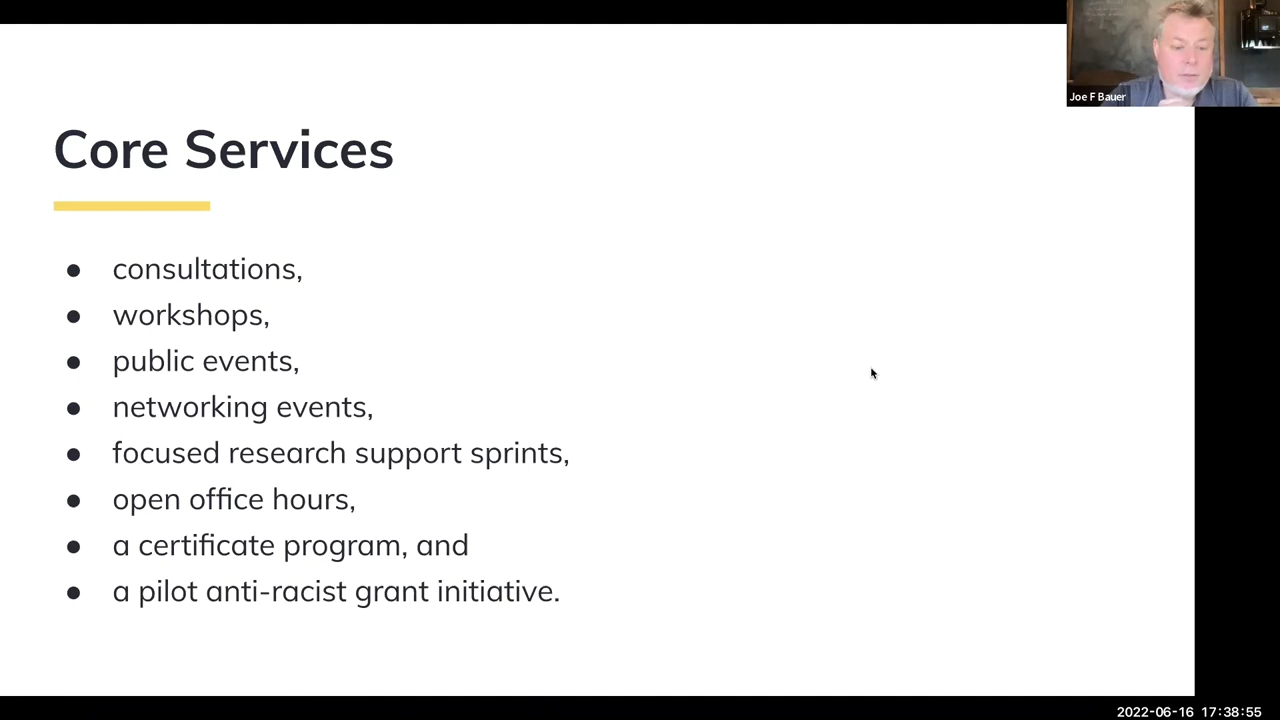 Joe F Bauer
Core Services
● consultations,
● workshops,
● public events,
● networking events,
● focused research support sprints,
● open office hours,
● a certificate program, and
● a pilot anti-racist grant initiative.
2022-06-16 17:38:55